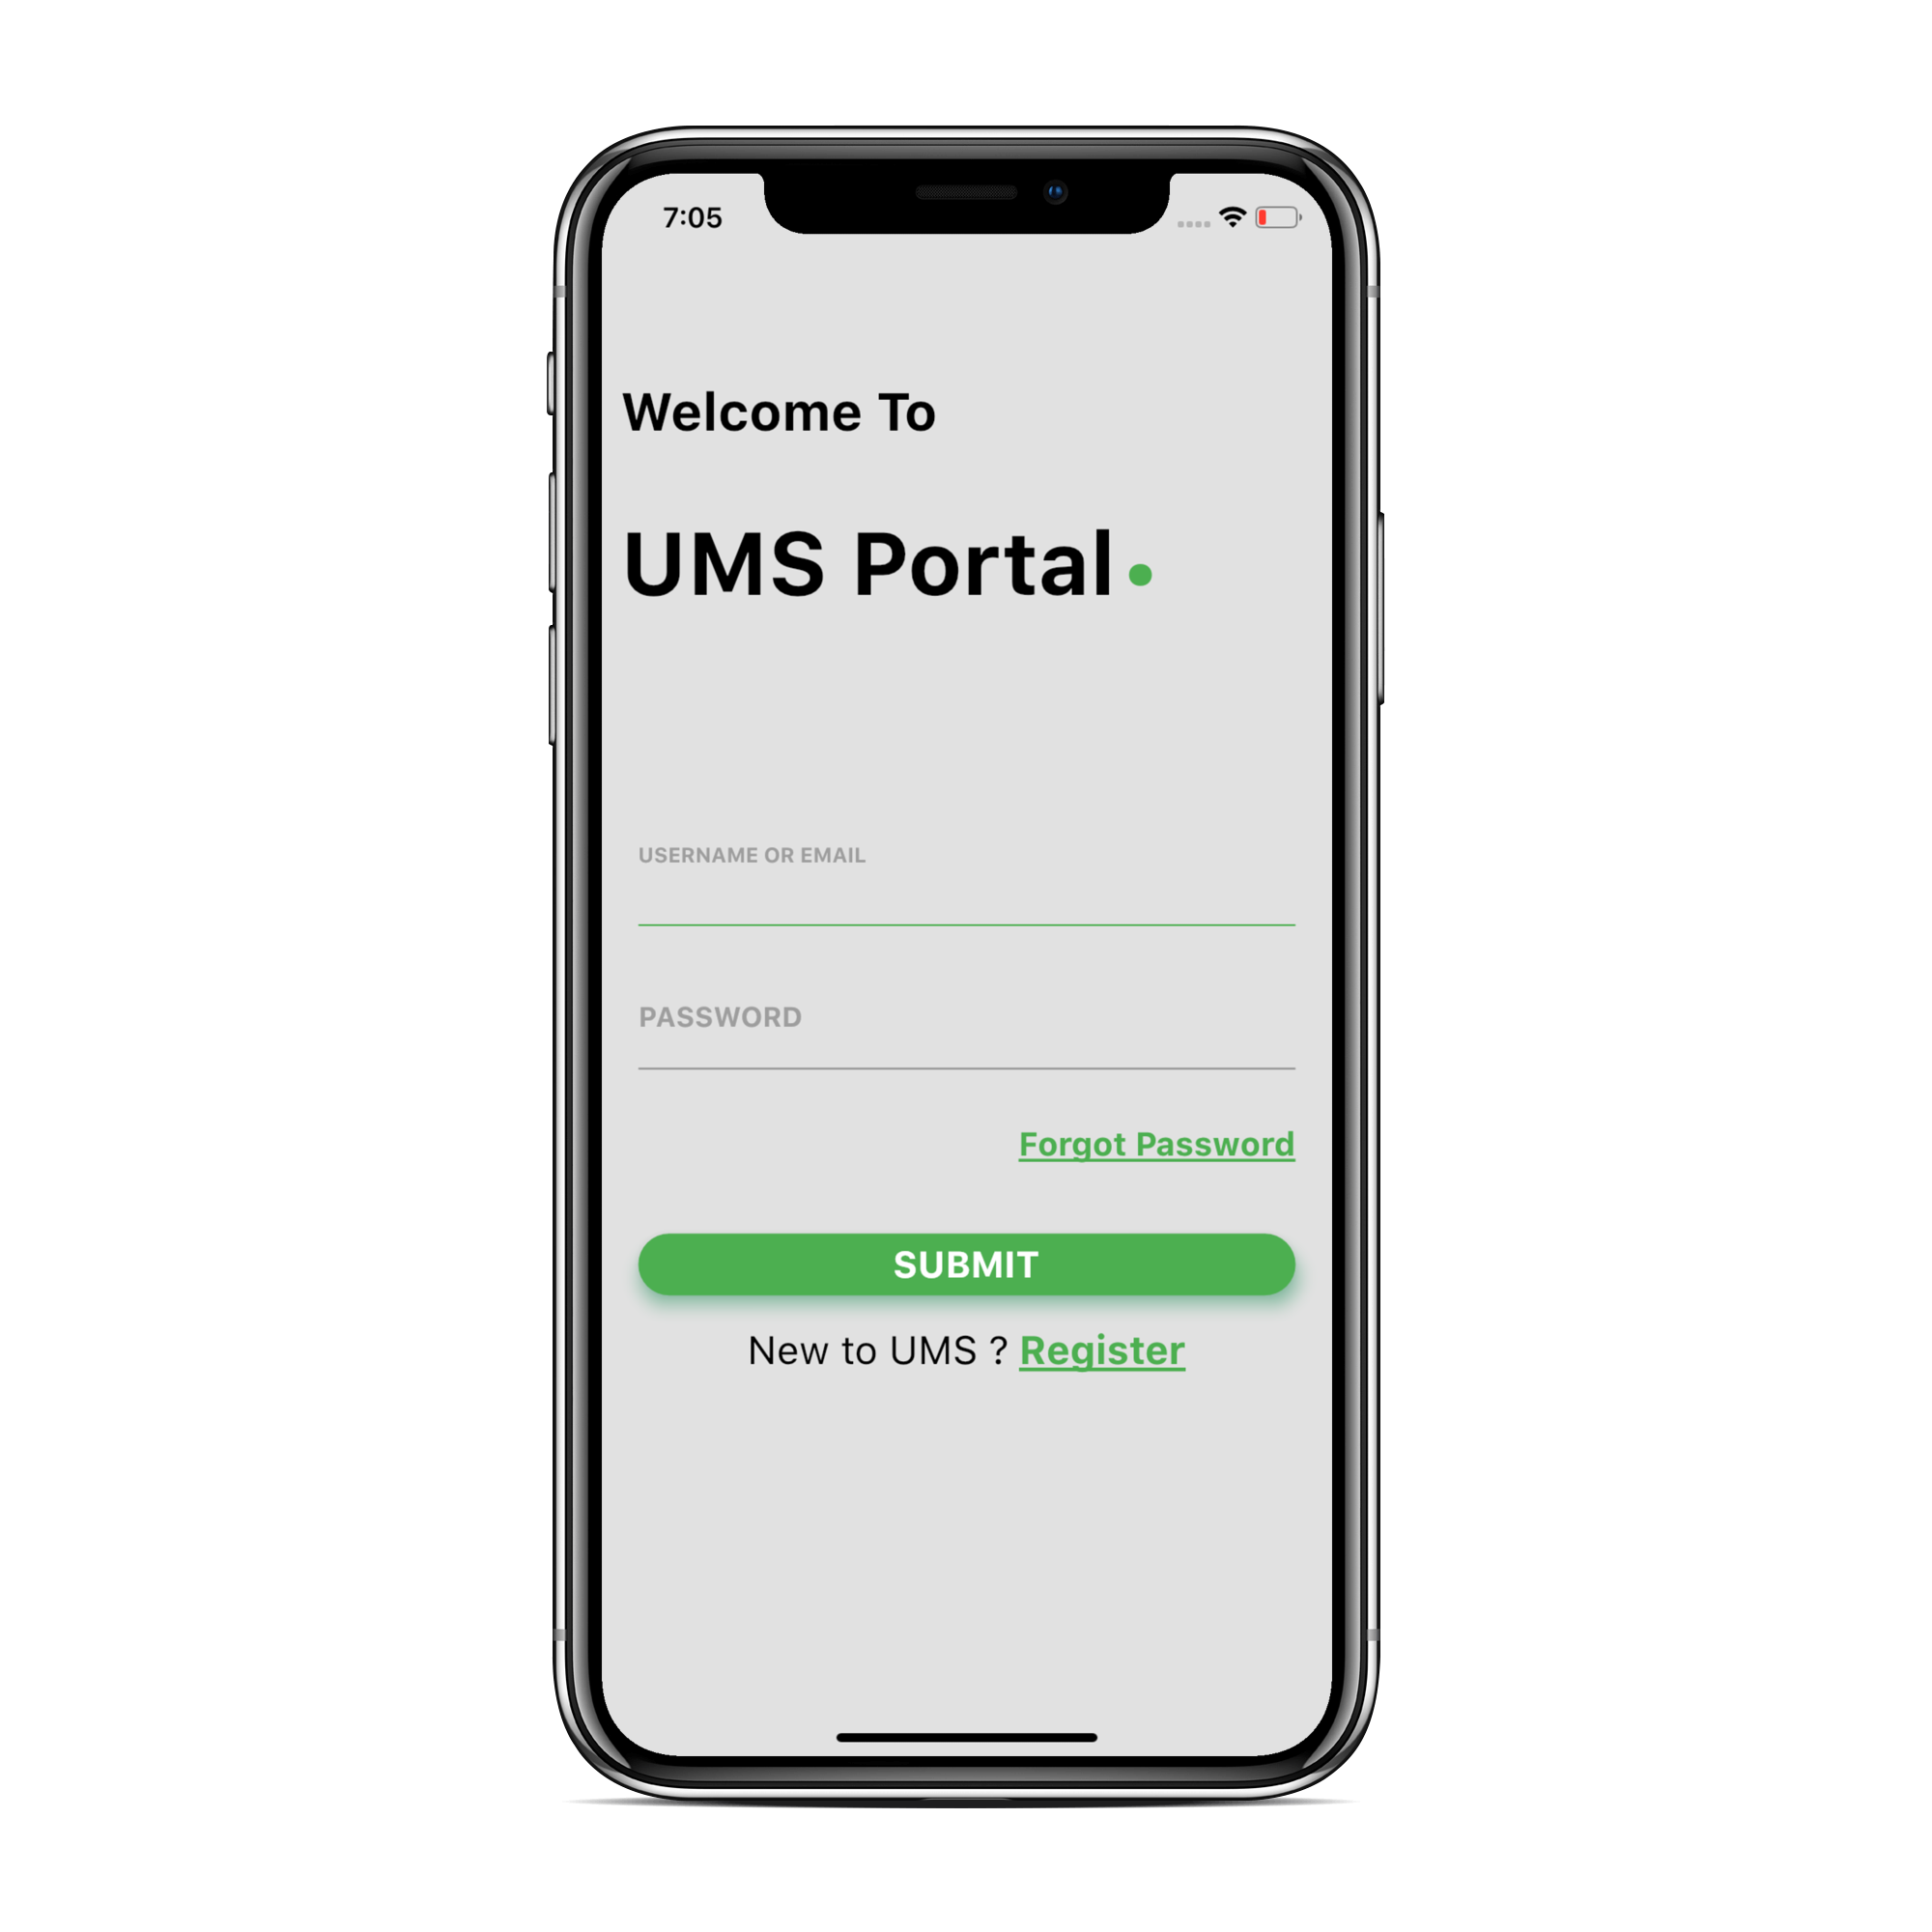 7:05
Welcome To
UMS Portal
USERNAME OR EMAIL
PASSWORD
Forgot Password
SUBMIT
New to UMS ? Register